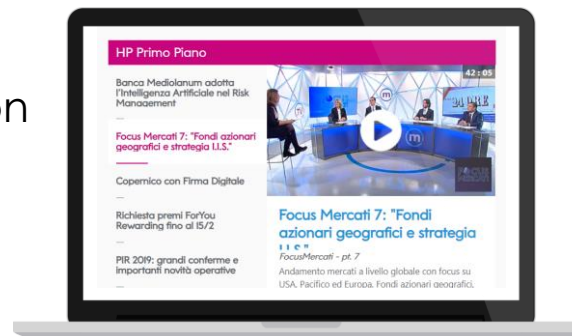 on
HP Primo Piano
Banca Mediolanum adotta
l'Intelligenza Artificiale nel Risk
Management
Focus Mercati 7: "Fondi azionari
geografici e strategia I.I.S."
Copernico con Firma Digitale
Richiesta premi ForYou
Rewarding fino al 15/2
PIR 2019: grandi conferme e
importanti novità operative
42:05
m
FOCUS
MERCATI
Focus Mercati 7: "Fondi
azionari geografici e strategia
I.I.S."
FocusMercati - pt. 7
Andamento mercati a livello globale con focus su
USA, Pacifico ed Europa. Fondi azionari geografici,